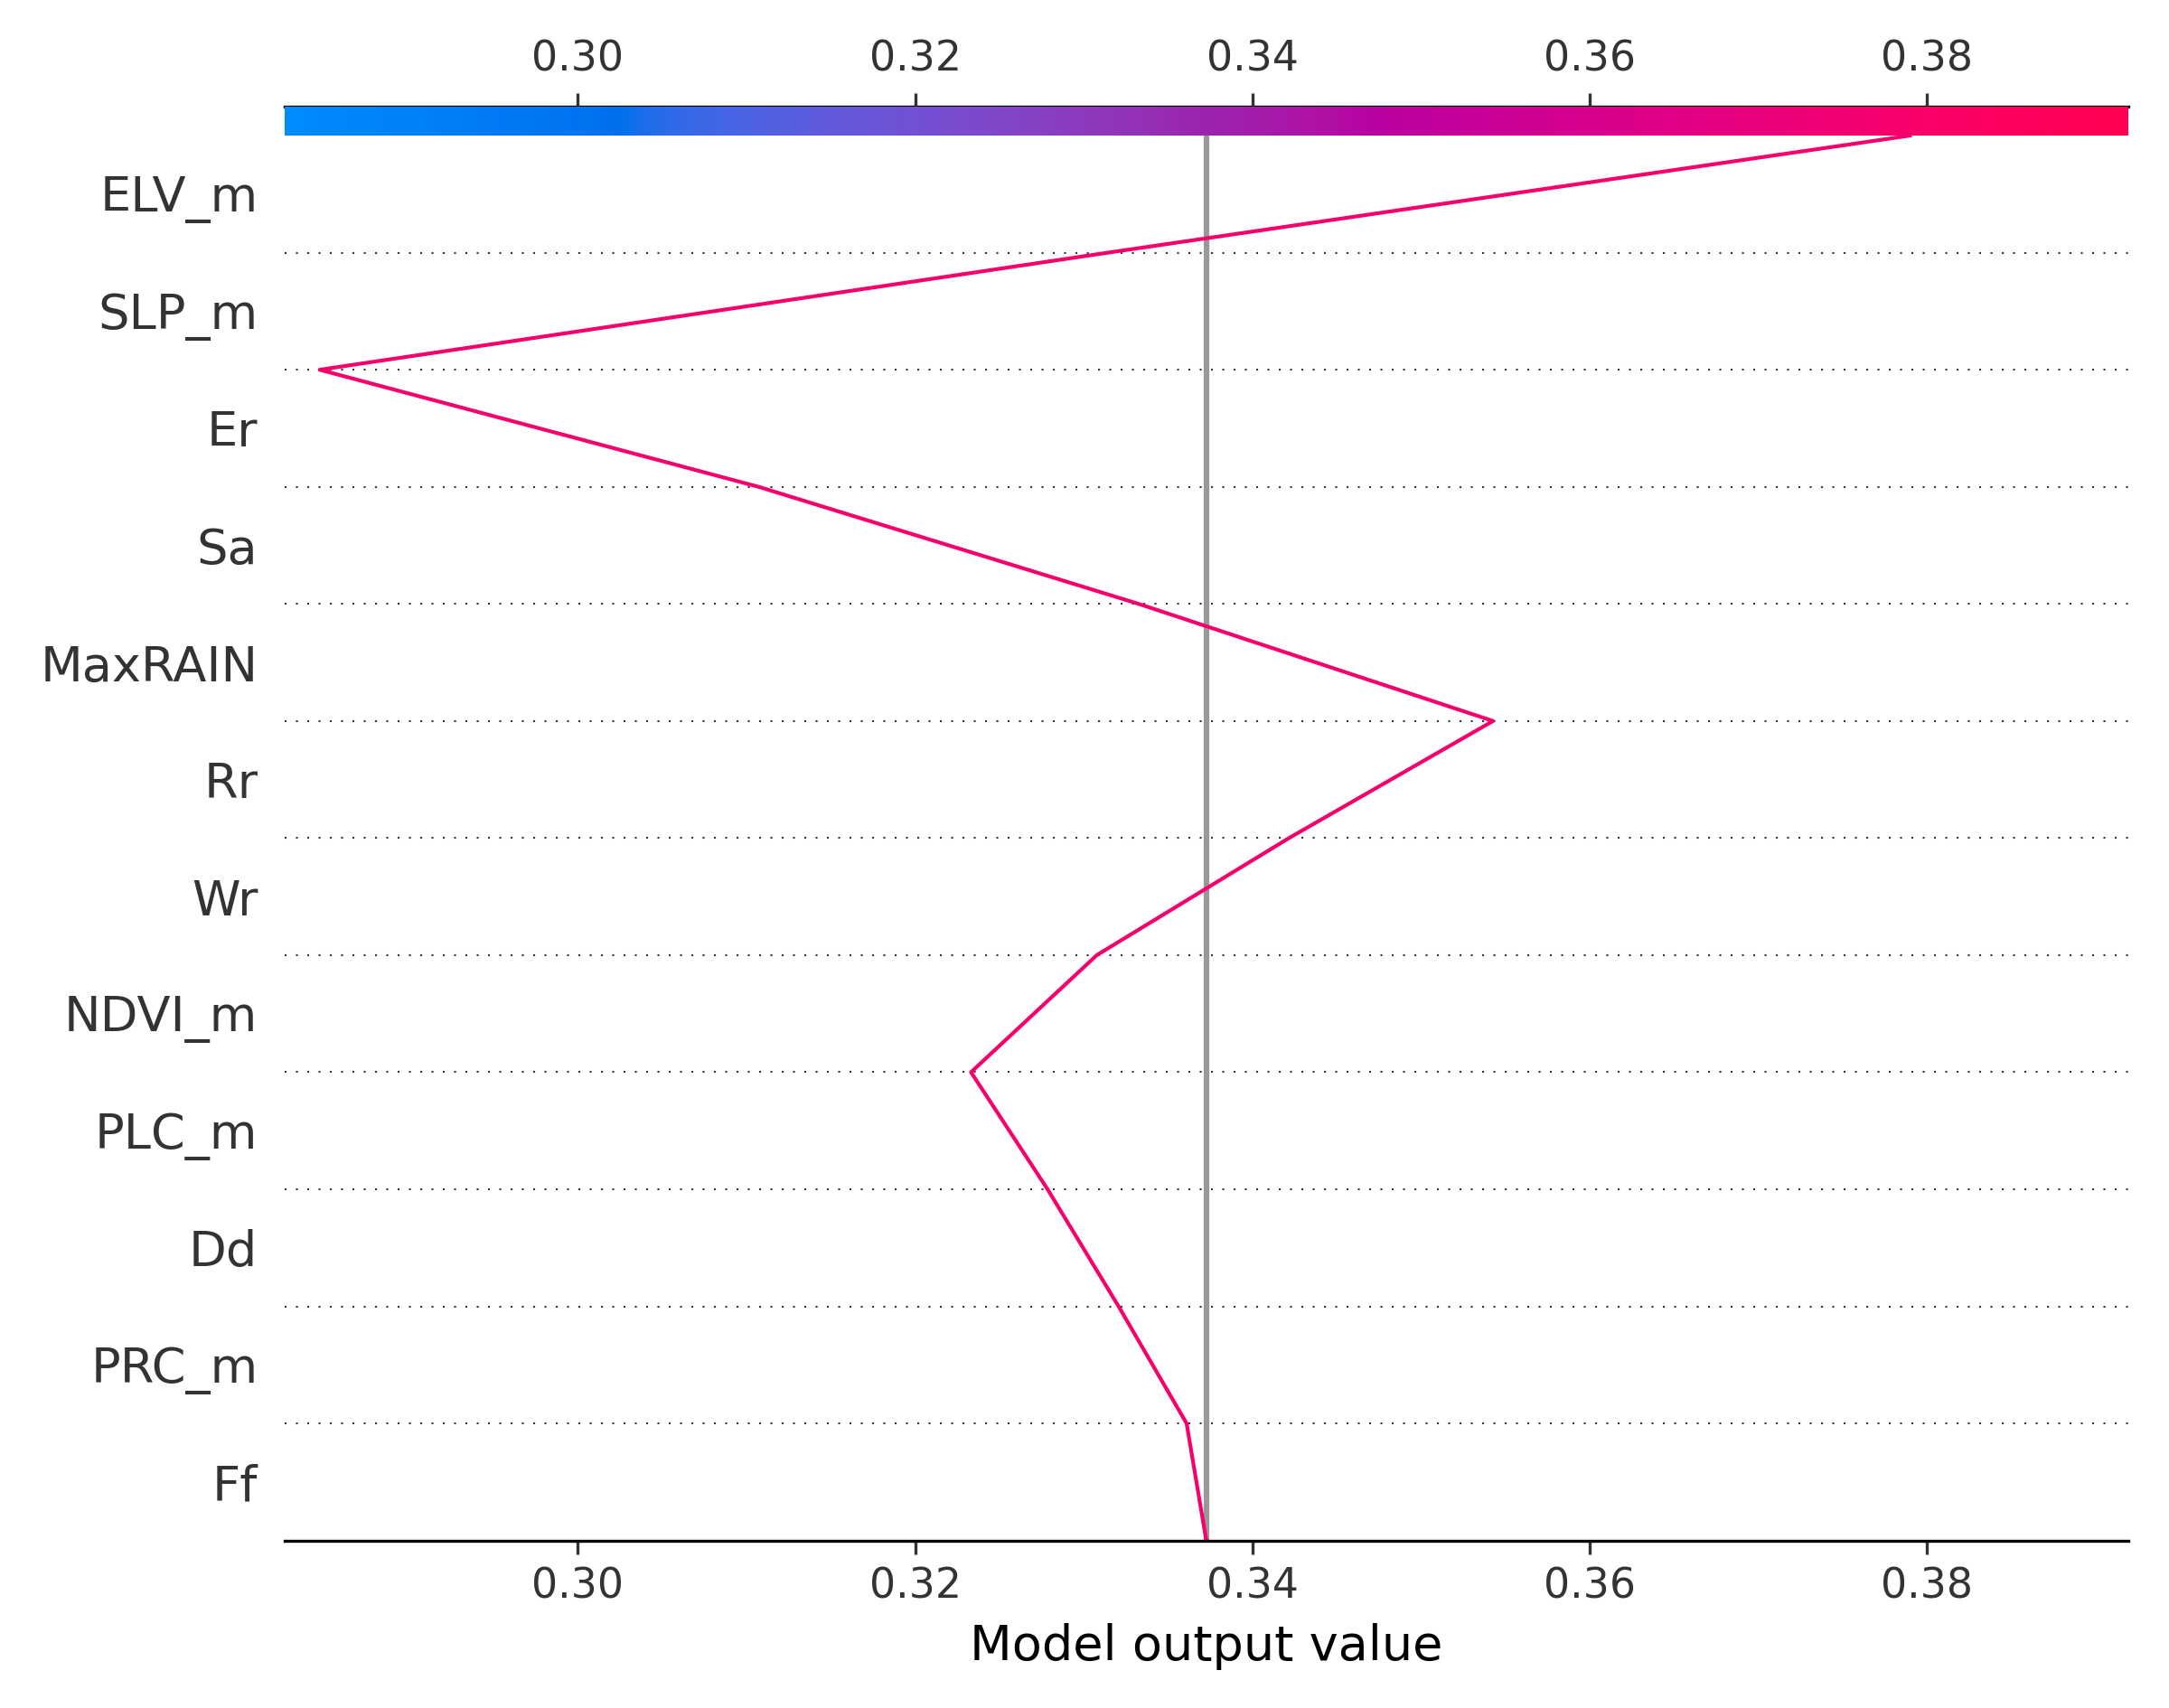 0.30 0.32 0.34 0.36 0.38
ELV_m
SLP_m
Er
Sa
MaxRAIN
Rr
Wr
NDVI_m
PLC_m
Dd
PRC_m
Ff
0.30 0.32 0.34 0.36 0.38
Model output value